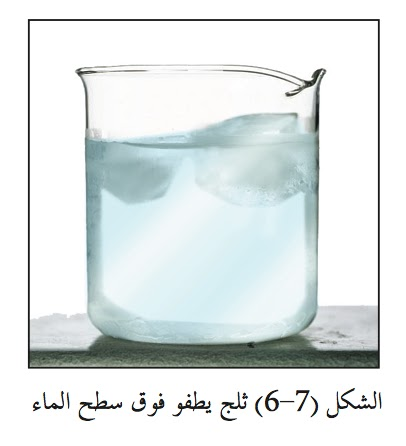 الشكل (7–6) ثلج يطفو فوق سطح الماء